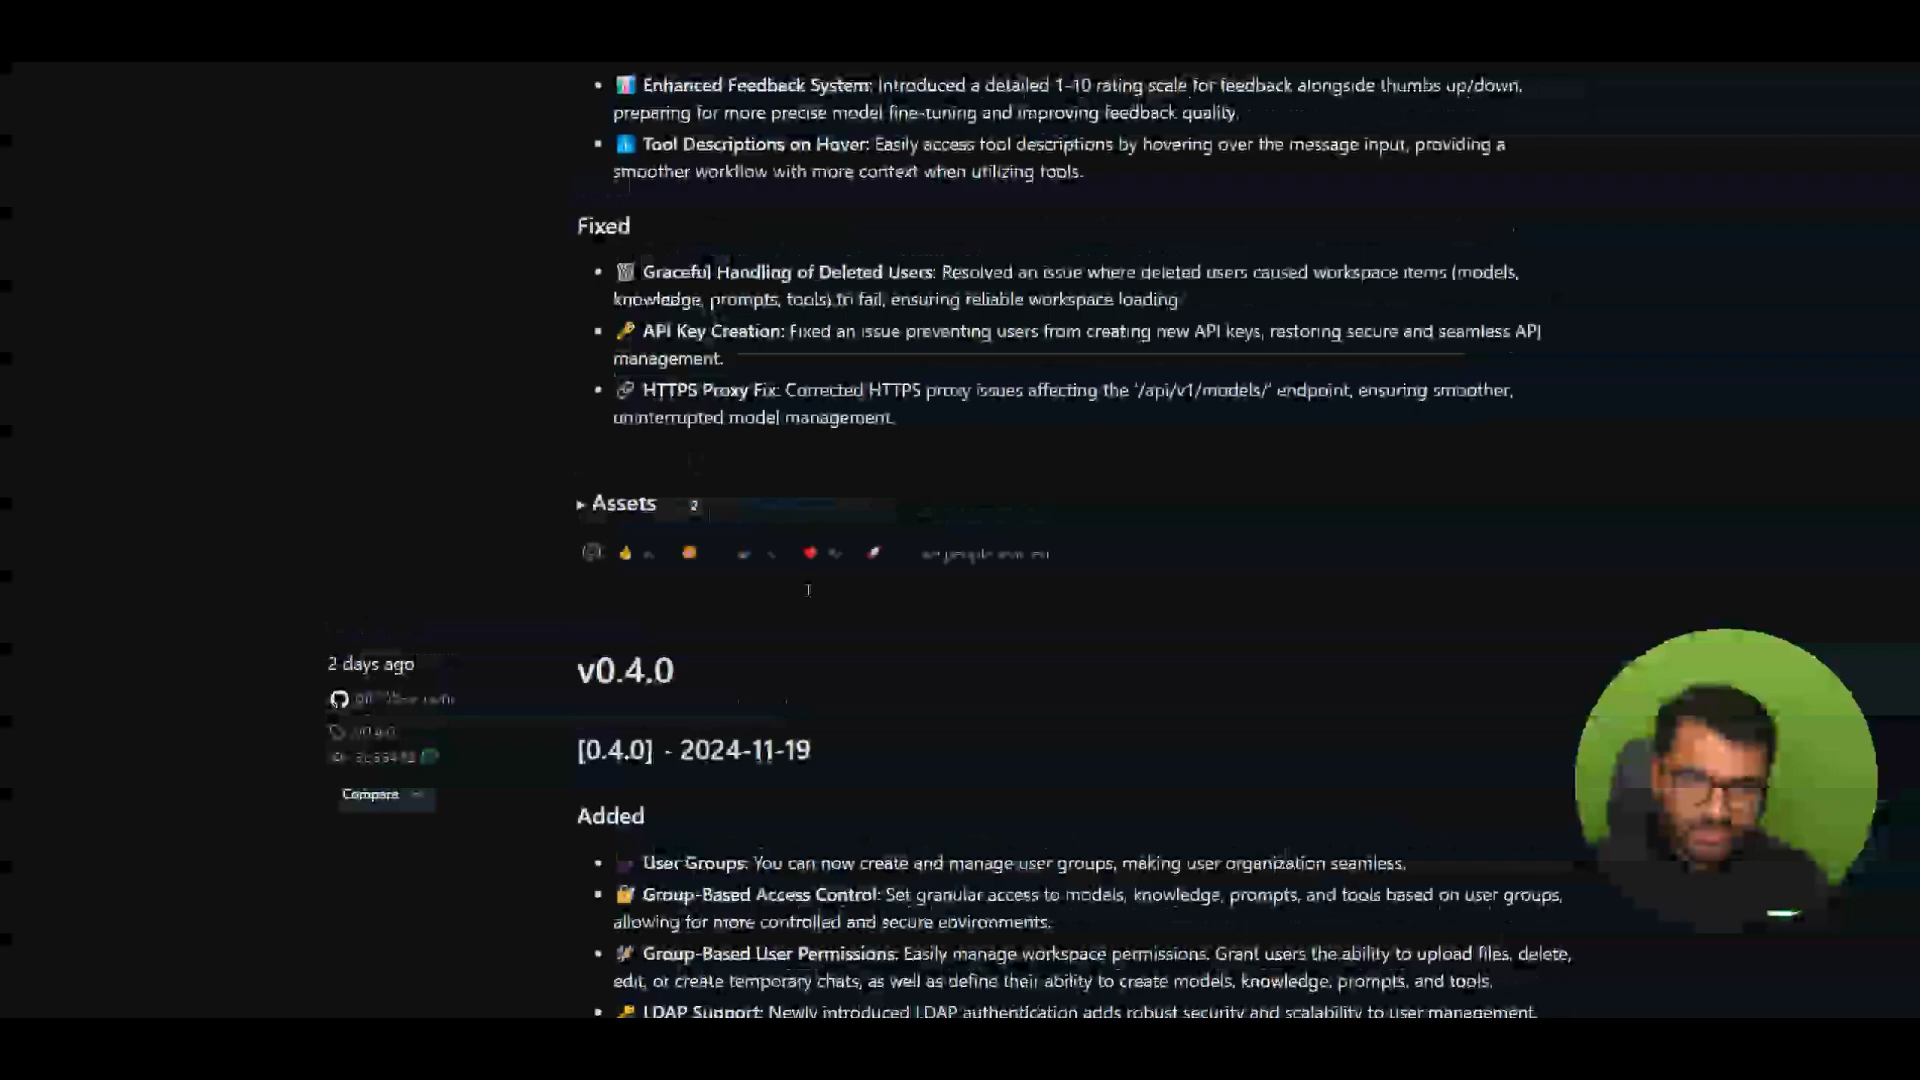 Enhanced Feedback System: Introduced a detailed 1-10 rating scale for feedback alongside thumbs up/down,
preparing for more precise model fine-tuning and improving feedback quality.
Tool Descriptions on Hover: Easily access tool descriptions by hovering over the message input, providing a
smoother workflow with more context when utilizing tools.
Fixed
Graceful Handling of Deleted Users: Resolved an issue where deleted users caused workspace items (models,
knowledge, prompts, tools) to fail, ensuring reliable workspace loading.
API Key Creation: Fixed an issue preventing users from creating new API keys, restoring secure and seamless API
management.
HTTPS Proxy Fix: Corrected HTTPS proxy issues affecting the '/api/v1/models/' endpoint, ensuring smoother,
uninterrupted model management.
Assets 2
2 days ago
v0.4.0
[0.4.0] - 2024-11-19
Compare
Added
User Groups: You can now create and manage user groups, making user organization seamless.
Group-Based Access Control: Set granular access to models, knowledge, prompts, and tools based on user groups,
allowing for more controlled and secure environments.
Group-Based User Permissions: Easily manage workspace permissions. Grant users the ability to upload files, delete,
edit, or create temporary chats, as well as define their ability to create models, knowledge, prompts, and tools.
LDAP Support: Newly introduced LDAP authentication adds robust security and scalability to user management.